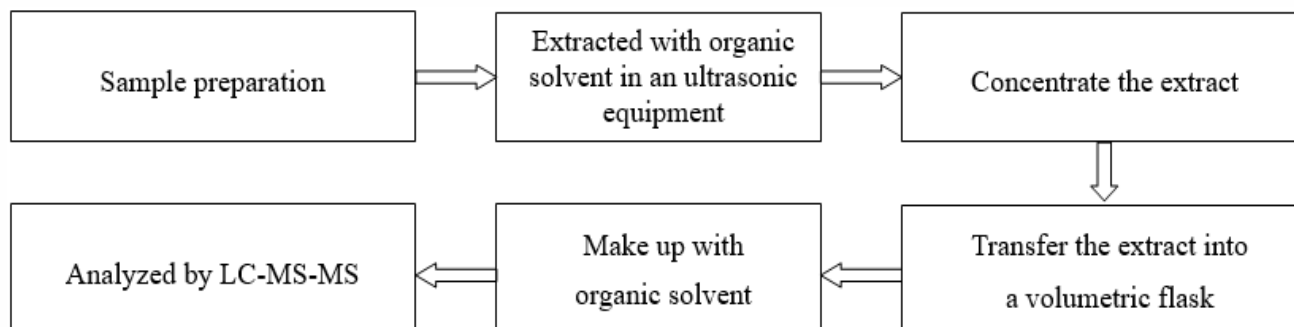 Sample preparation
Extracted with organic
solvent in an ultrasonic
equipment
Concentrate the extract
Transfer the extract into
a volumetric flask
Make up with
organic solvent
Analyzed by LC-MS-MS